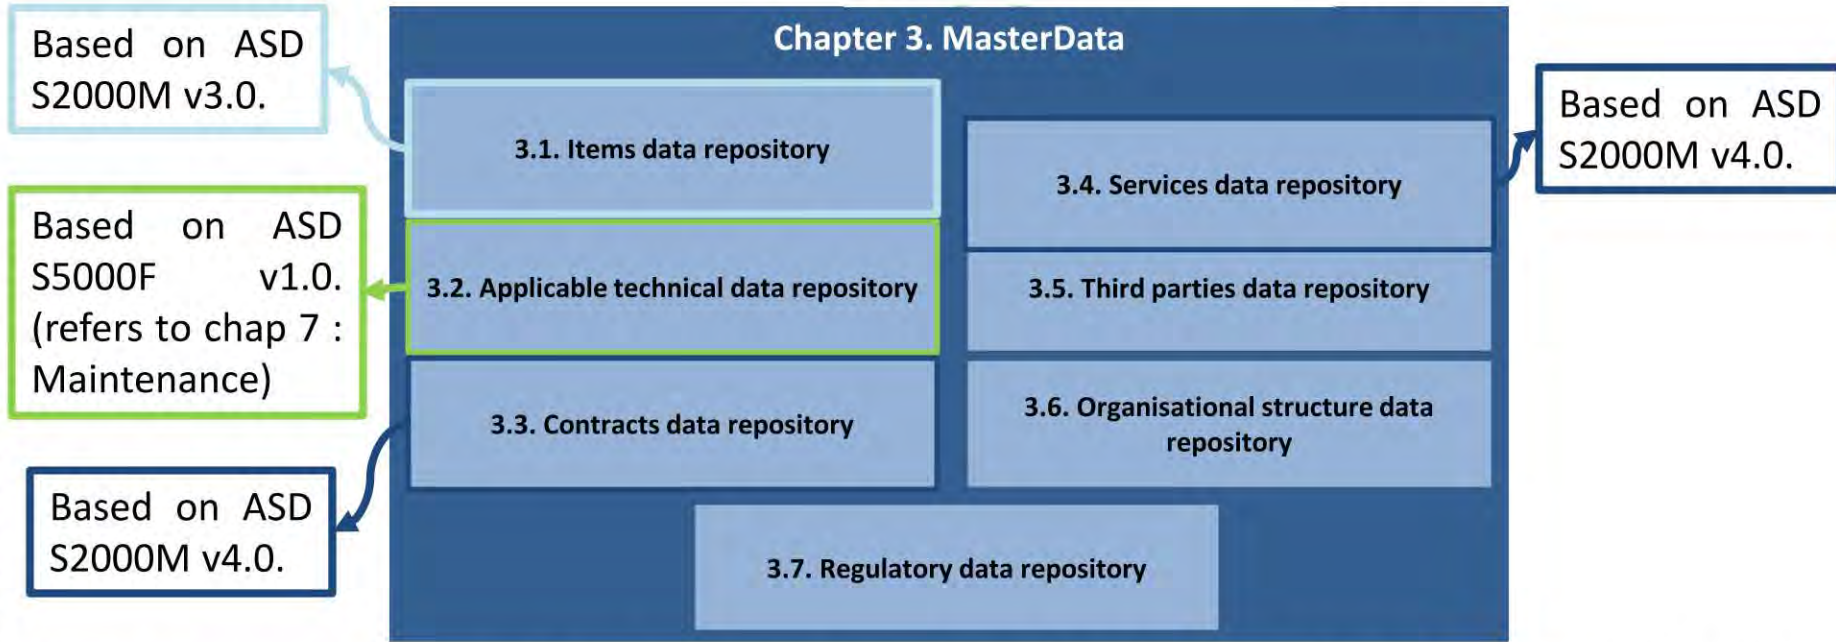 Based on ASD
S2000M v3.0.
Based on ASD
S5000F v1.0.
(refers to chap 7 :
Maintenance)
Based on ASD
S2000M v4.0.
Chapter 3. MasterData
3.1. Items data repository
3.2. Applicable technical data repository
3.3. Contracts data repository
3.4. Services data repository
3.5. Third parties data repository
3.6. Organisational structure data
repository
3.7. Regulatory data repository
Based on ASD
S2000M v4.0.